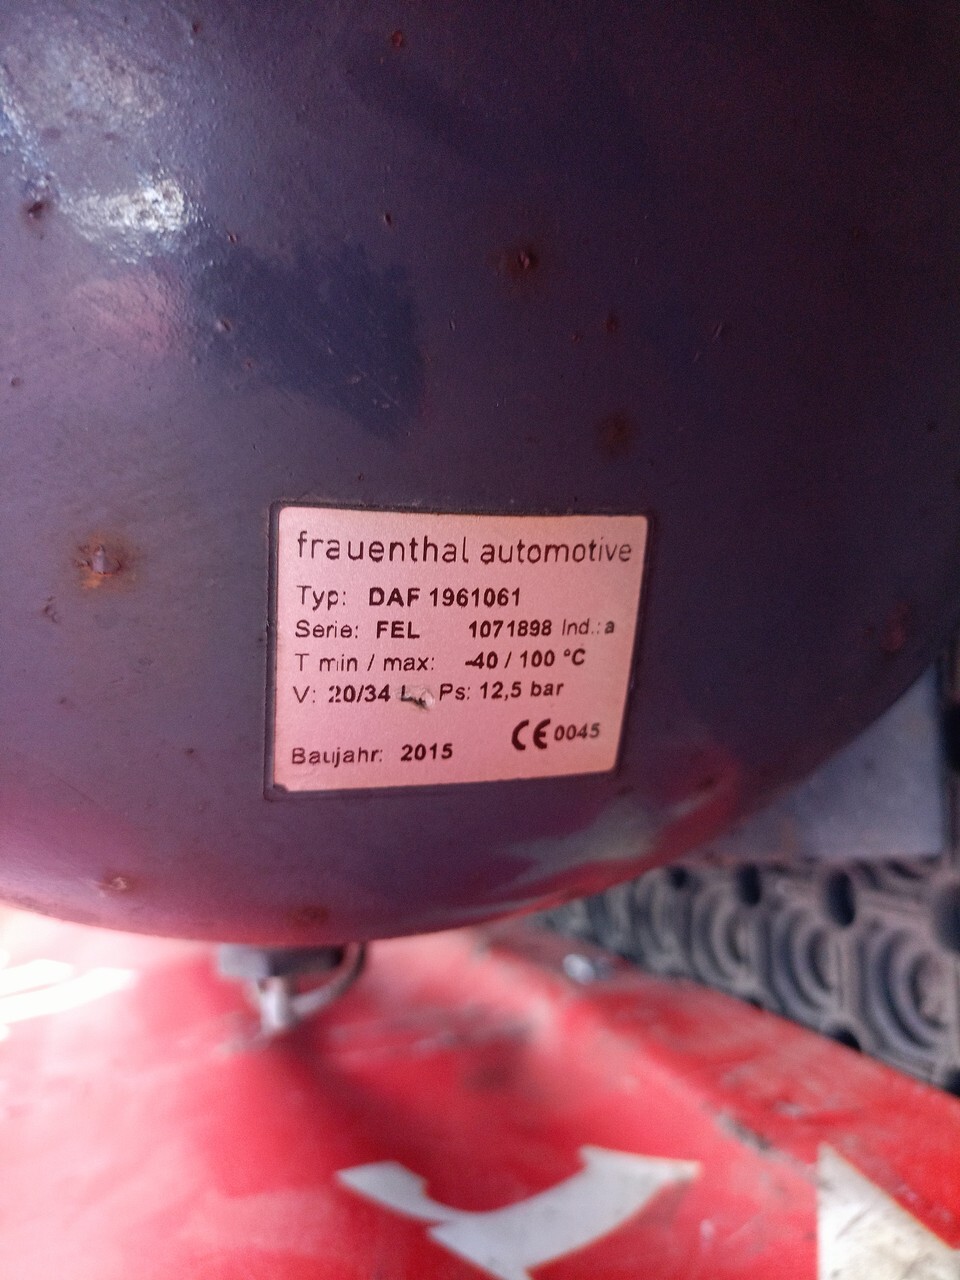 frauenthal automotive
Typ: DAF 1961061
Serie: FEL 1071898 Ind.: a
T min / max: -40 / 100 °C
V: 20/34 L Ps: 12,5 bar
CE 0045
Baujahr: 2015